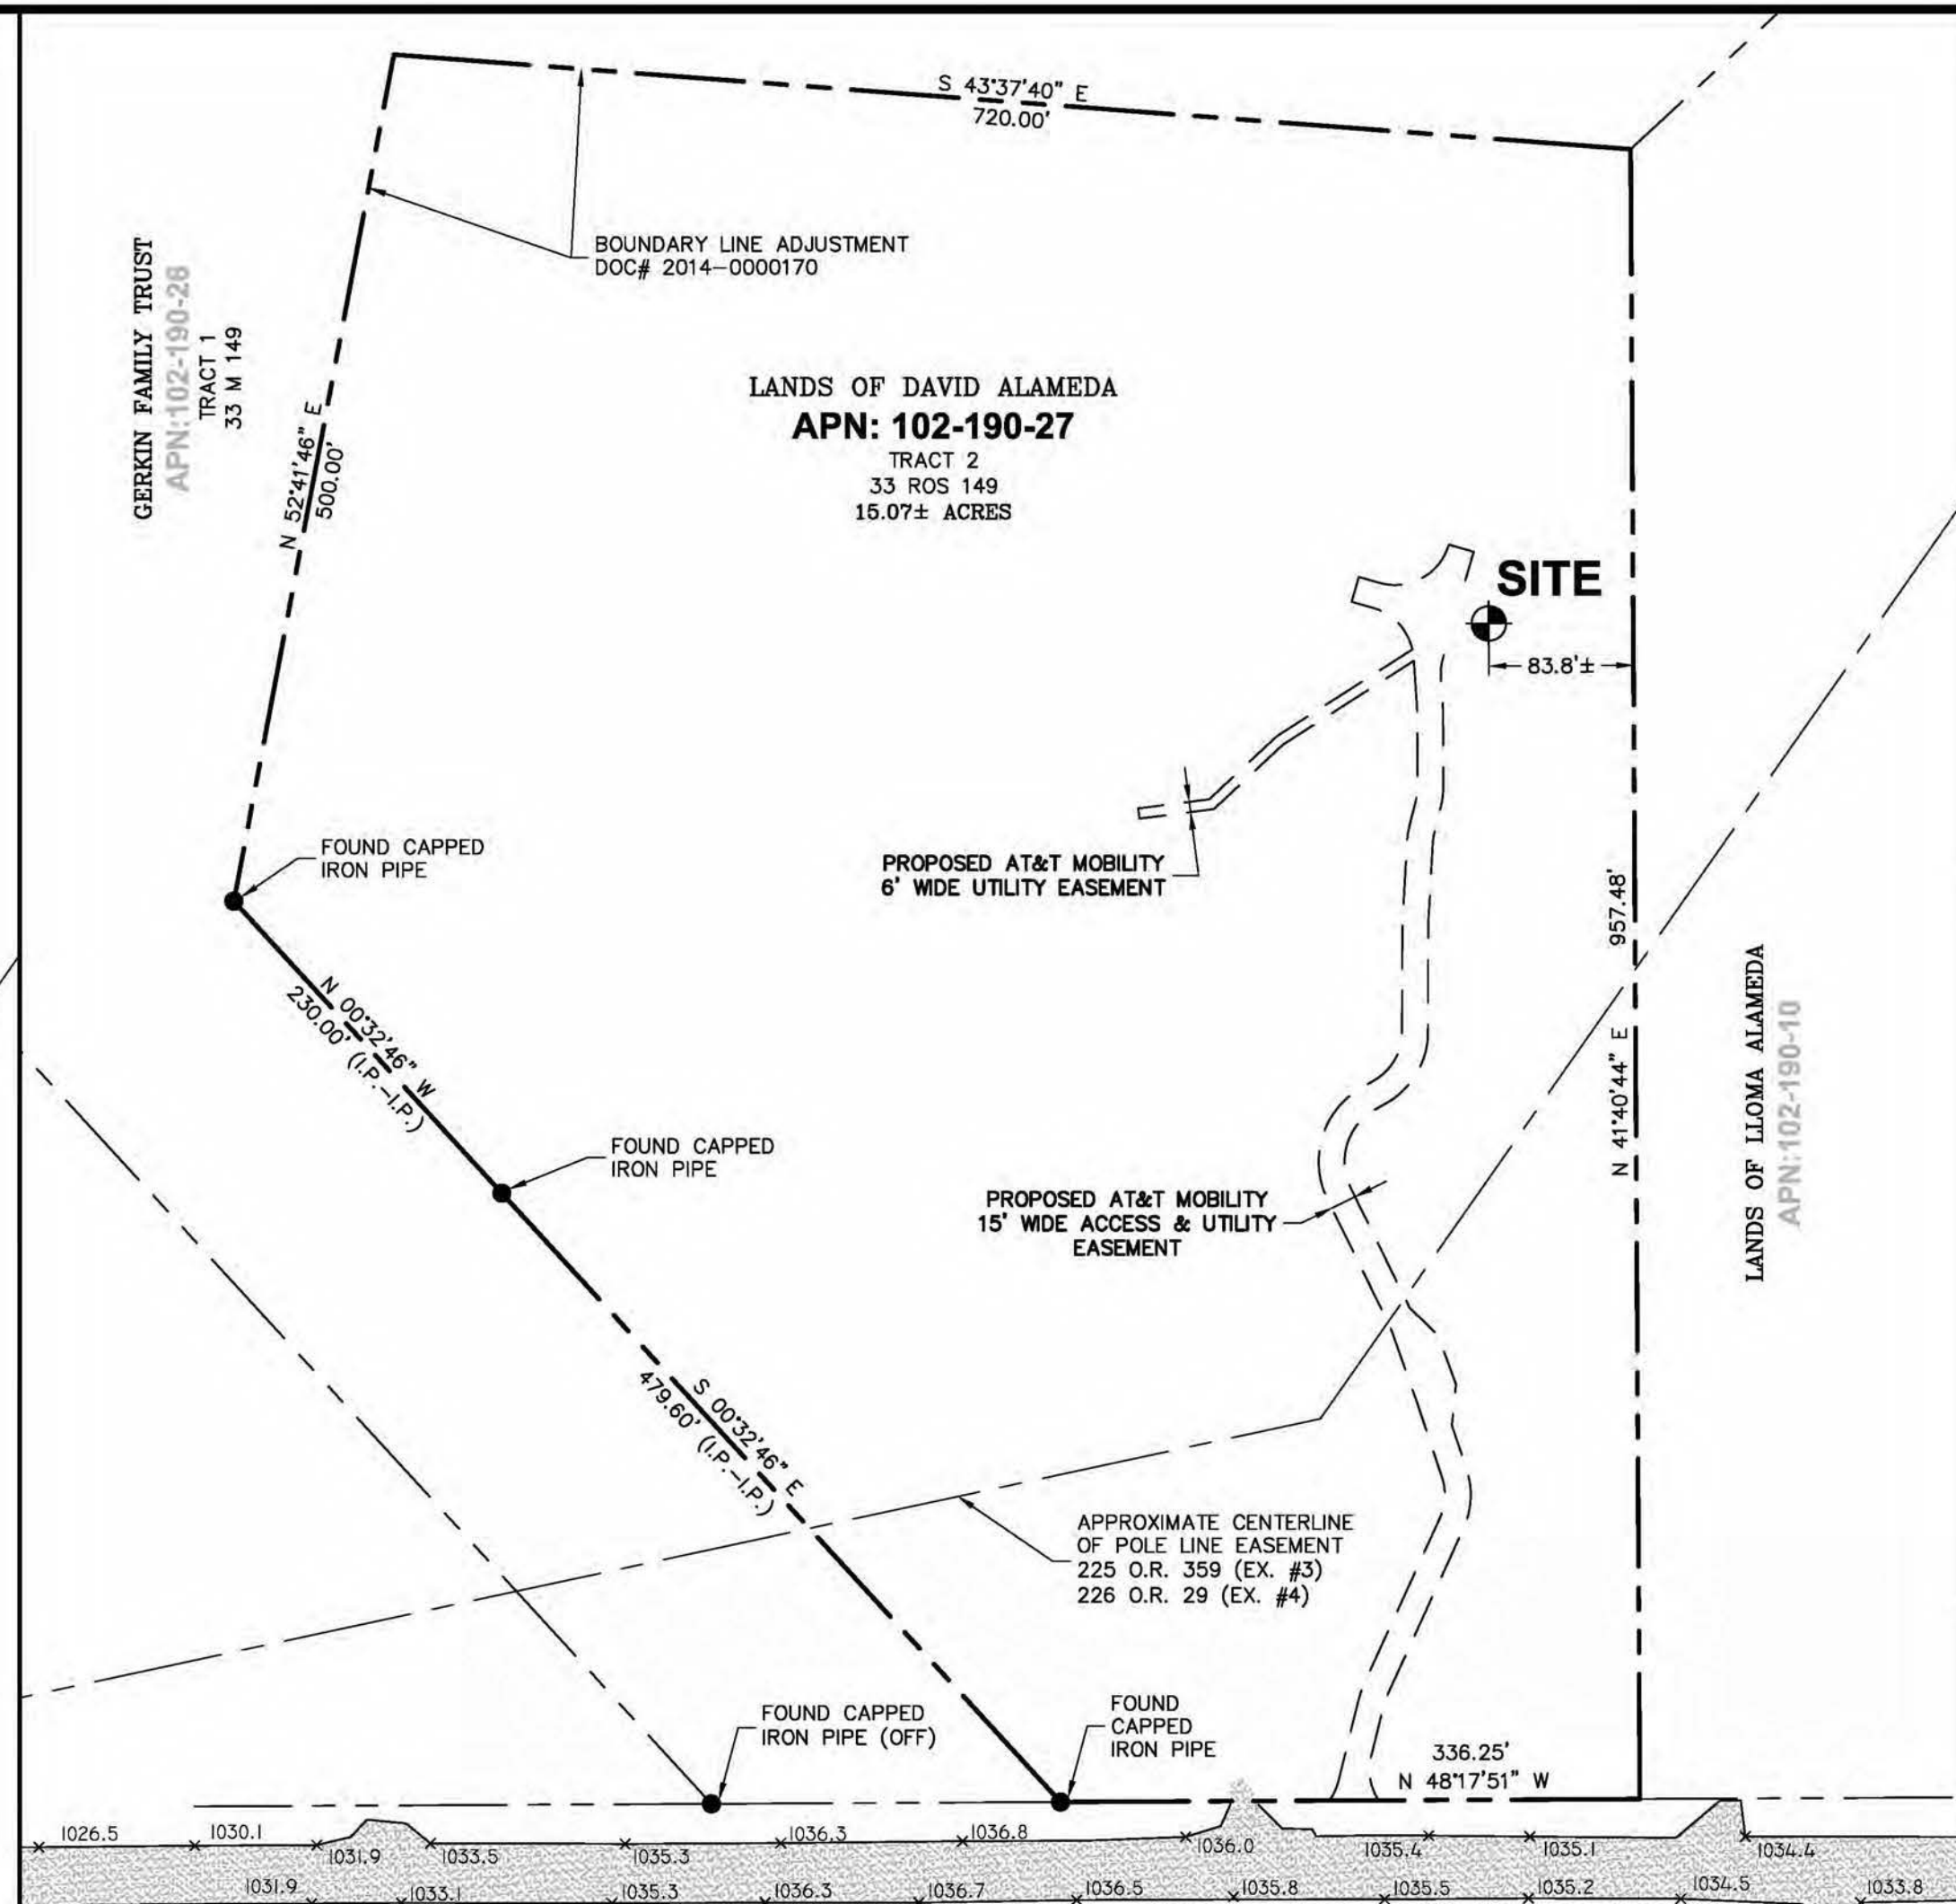 S 43°37'40" E
720.00'
BOUNDARY LINE ADJUSTMENT
DOC# 2014-0000170
GERKIN FAMILY TRUST
APN:102-190-26
TRACT 1
33 M 149
N 52°41'46" E
500.00'
LANDS OF DAVID ALAMEDA
APN: 102-190-27
TRACT 2
33 ROS 149
15.07± ACRES
SITE
83.8'±
FOUND CAPPED
IRON PIPE
PROPOSED AT&T MOBILITY
6' WIDE UTILITY EASEMENT
957.48'
N 41°40'44" E
LANDS OF LLOMA ALAMEDA
APN:102-190-10
N 00°32'46" W
230.00' (I.P.-I.P.)
FOUND CAPPED
IRON PIPE
PROPOSED AT&T MOBILITY
15' WIDE ACCESS & UTILITY
EASEMENT
S 00°32'46" E
479.60' (I.P.-I.P.)
APPROXIMATE CENTERLINE
OF POLE LINE EASEMENT
225 O.R. 359 (EX. #3)
226 O.R. 29 (EX. #4)
FOUND CAPPED
IRON PIPE (OFF)
FOUND
CAPPED
IRON PIPE
336.25'
N 48°17'51" W
1026.5 1030.1 1031.9 1033.5 1035.3 1036.3 1036.8 1036.0 1035.4 1035.1 1034.4
1031.9 1033.1 1035.3 1036.3 1036.7 1036.5 1035.8 1035.5 1035.2 1034.5 1033.8